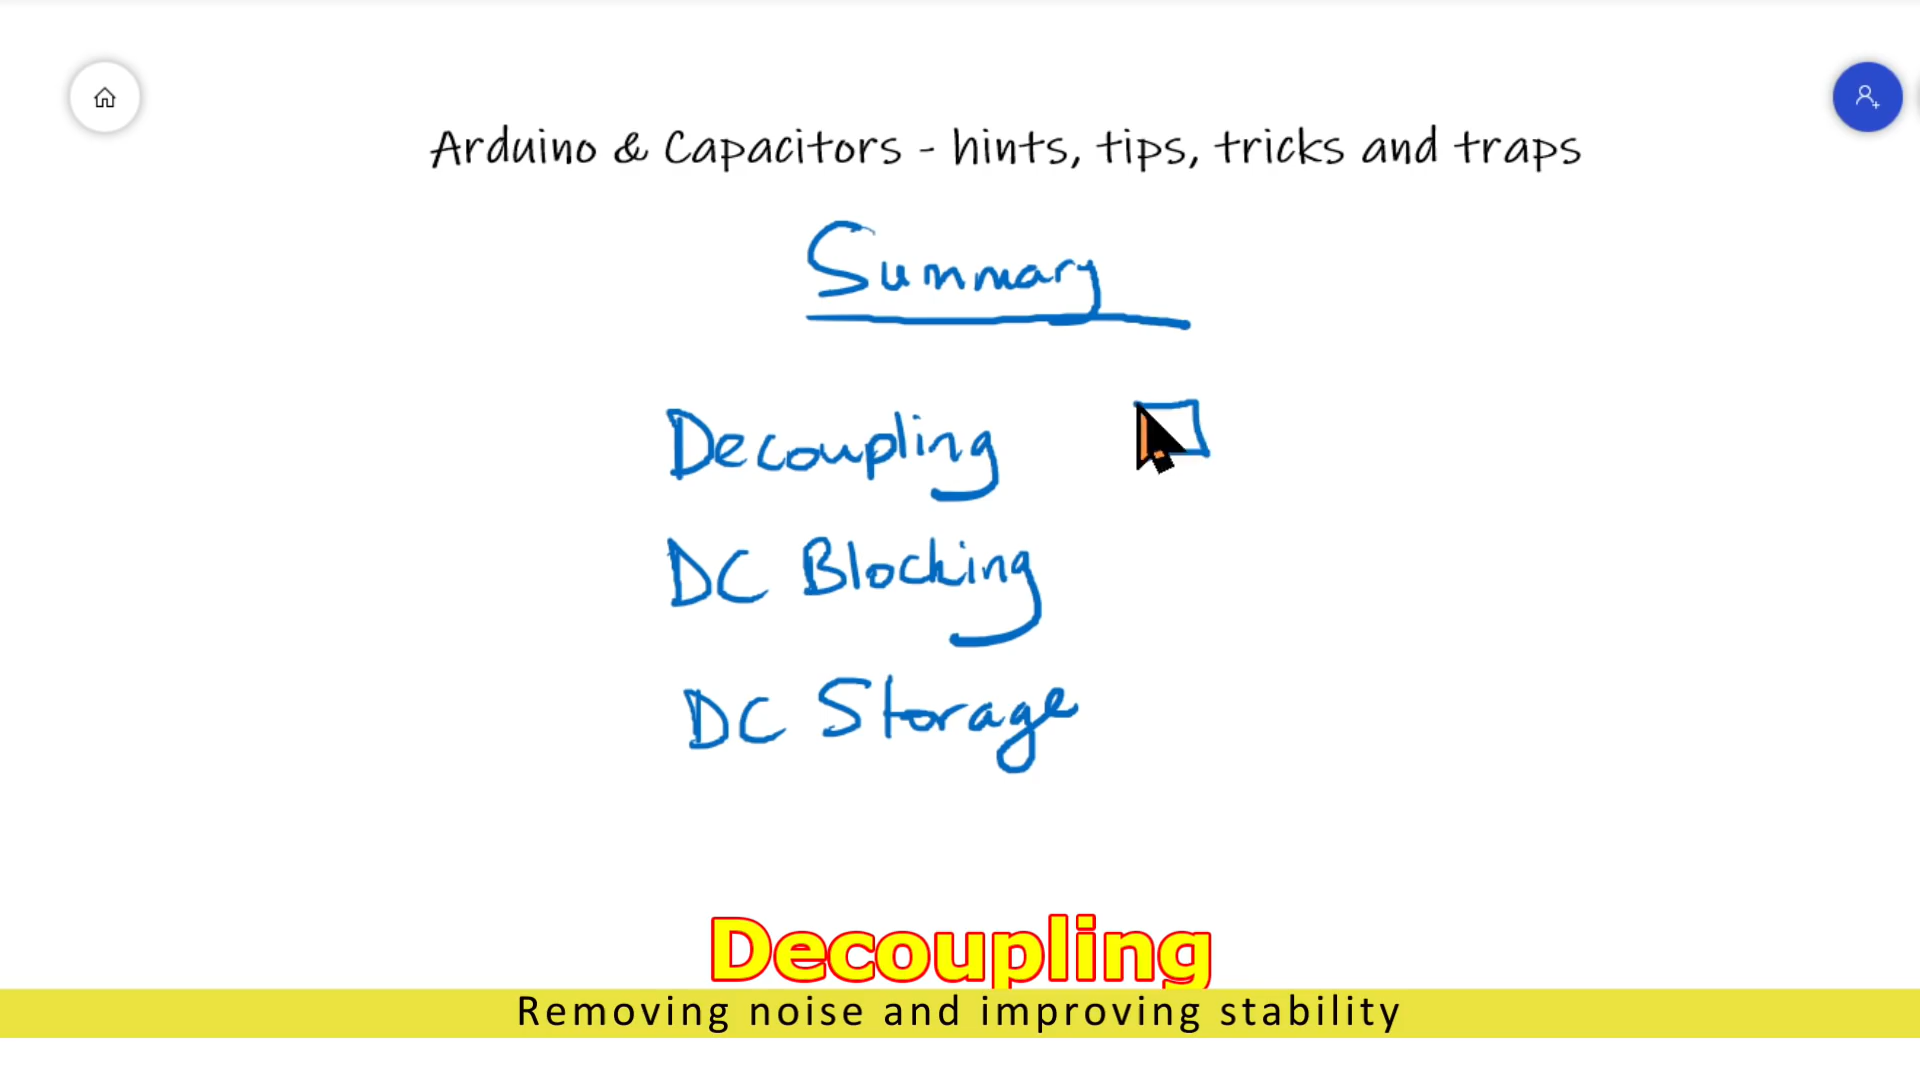 Arduino & Capacitors - hints, tips, tricks and traps
Summary
Decoupling
DC Blocking
DC Storage
Decoupling
Removing noise and improving stability